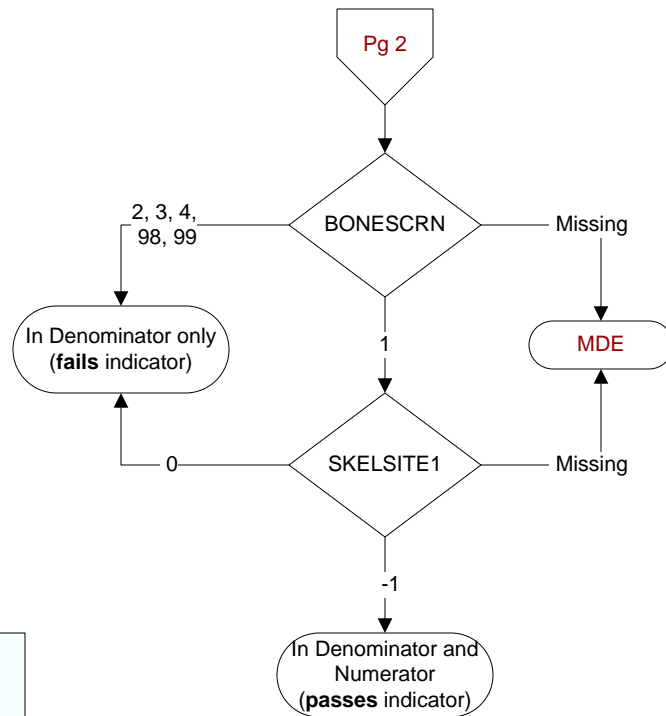 Pg 2
2, 3, 4,
98, 99
BONESCRN
Missing
In Denominator only
(fails indicator)
1
MDE
0
SKELSITE1
Missing
-1
In Denominator and
Numerator
(passes indicator)